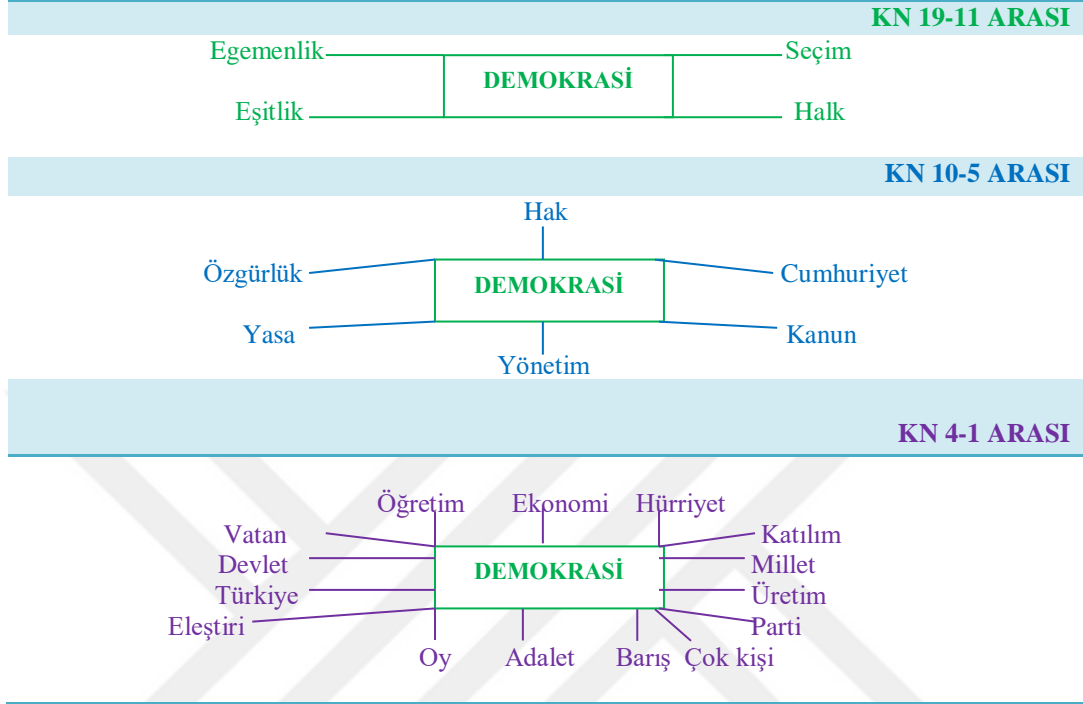 KN 19-11 ARASI
Egemenlik Seçim
DEMOKRASİ
Eşitlik Halk
KN 10-5 ARASI
Hak
Özgürlük Cumhuriyet
DEMOKRASİ
Yasa Kanun
Yönetim
KN 4-1 ARASI
Öğretim Ekonomi Hürriyet
Vatan Katılım
Devlet Millet
DEMOKRASİ
Türkiye Üretim
Eleştiri Parti
Oy Adalet Barış Çok kişi